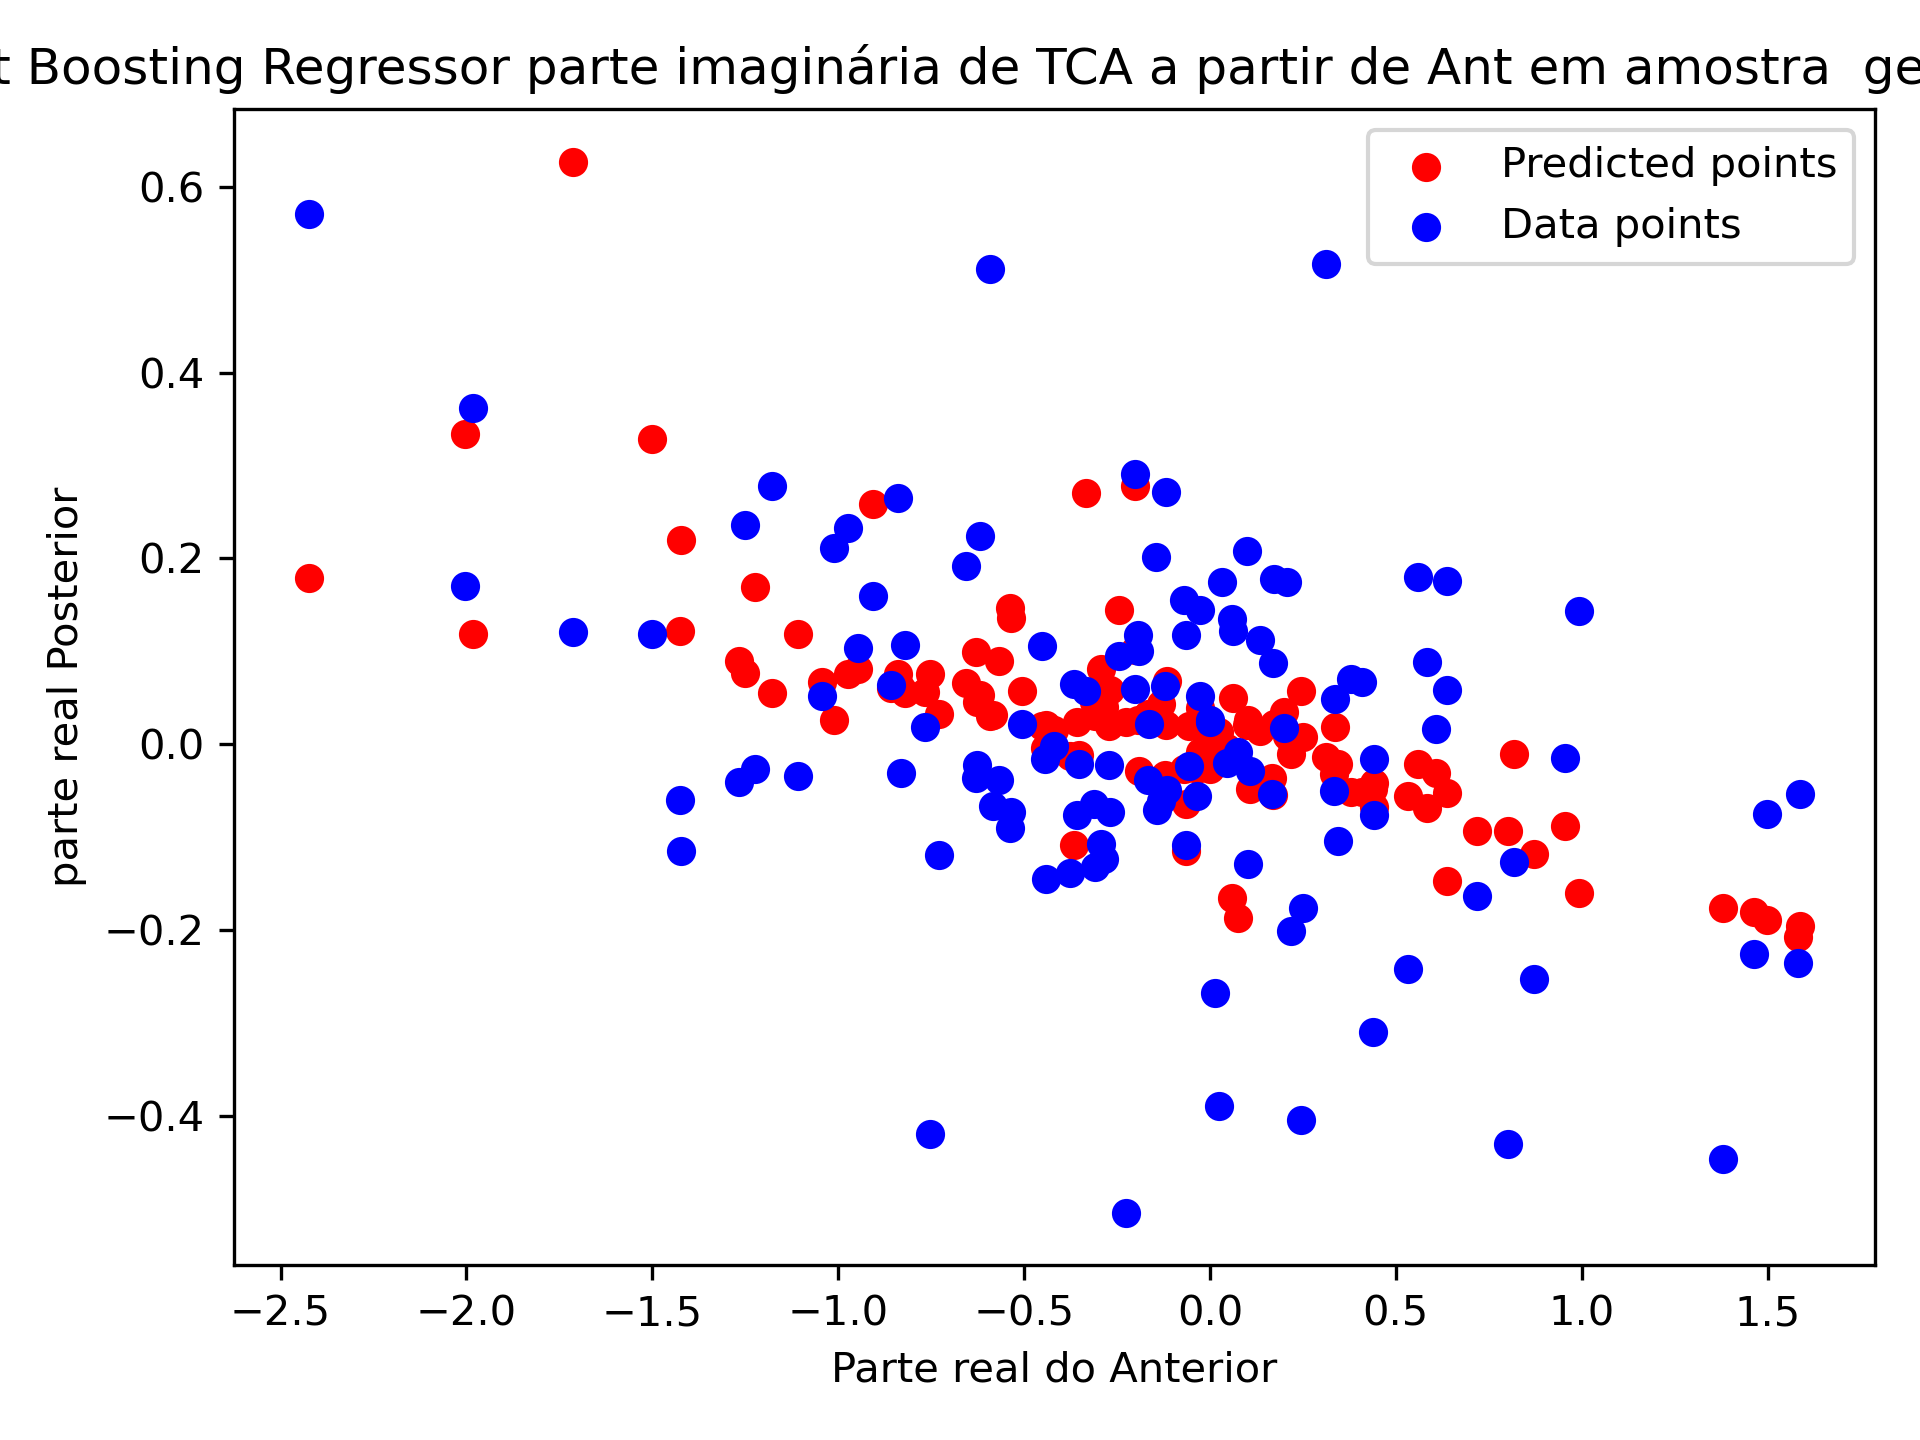 t Boosting Regressor parte imaginária de TCA a partir de Ant em amostra  ge
Predicted points
Data points
0.6
0.4
0.2
0.0
−0.2
−0.4
parte real Posterior
−2.5 −2.0 −1.5 −1.0 −0.5 0.0 0.5 1.0 1.5
Parte real do Anterior